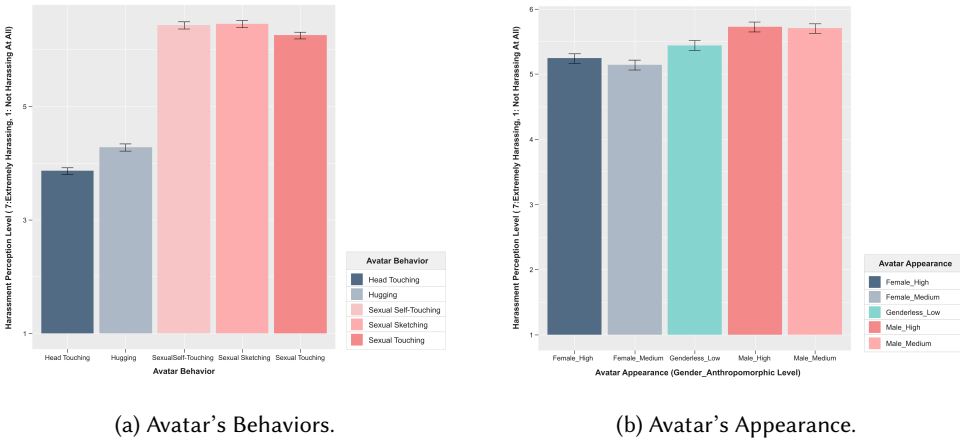 Harassment Perception Level ( 7:Extremely Harassing, 1: Not Harassing At All)
5
3
1
Head Touching
Hugging
SexualSelf-Touching
Sexual Sketching
Sexual Touching
Avatar Behavior
Avatar Behavior
Head Touching
Hugging
Sexual Self-Touching
Sexual Sketching
Sexual Touching
(a) Avatar's Behaviors.
Harassment Perception Level ( 7:Extremely Harassing, 1: Not Harassing At All)
6
5
4
3
2
1
Female_High
Female_Medium
Genderless_Low
Male_High
Male_Medium
Avatar Appearance (Gender_Anthropomorphic Level)
Avatar Appearance
Female_High
Female_Medium
Genderless_Low
Male_High
Male_Medium
(b) Avatar's Appearance.